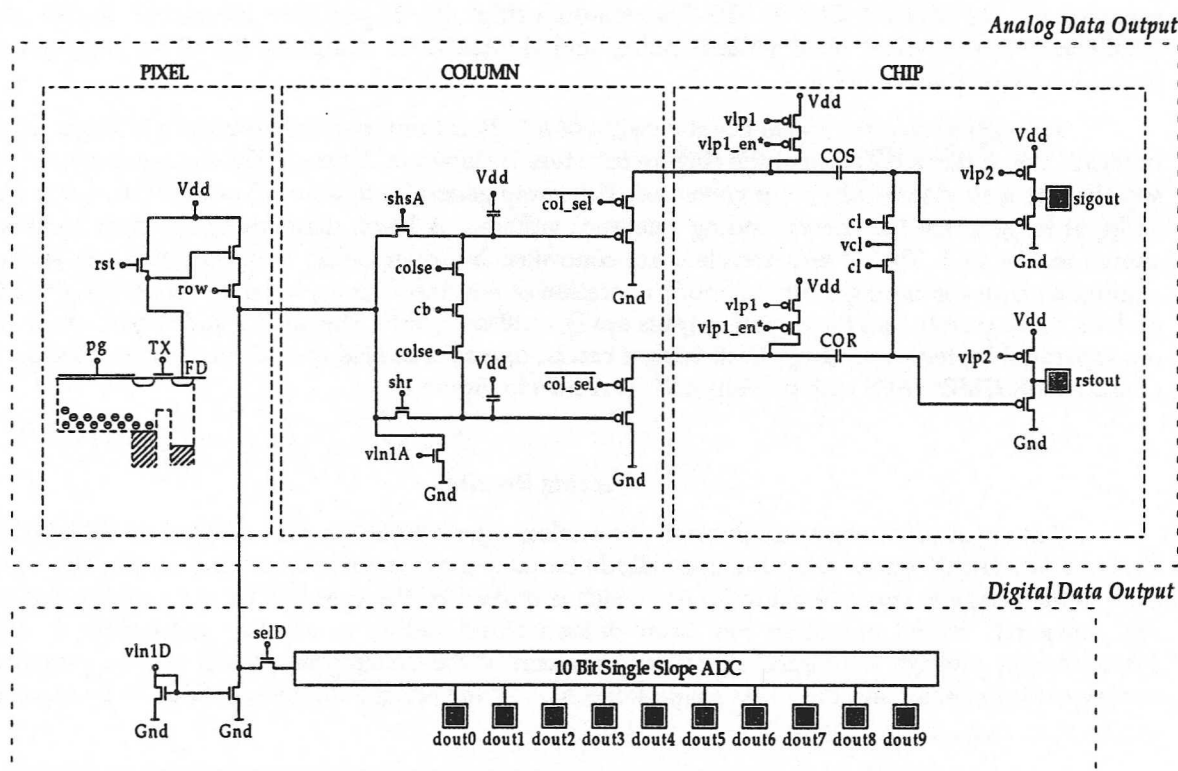 Analog Data Output
PIXEL
COLUMN
CHIP
Vdd
rst
row
pg
TX
FD
shsA
Vdd
colse
cb
colse
Vdd
shr
vln1A
Gnd
col_sel
Gnd
col_sel
Gnd
vlp1
Vdd
vlp1_en*
COS
cl
vcl
cl
vlp1
Vdd
vlp1_en*
COR
Vdd
vlp2
sigout
Gnd
Vdd
vlp2
rstout
Gnd
Digital Data Output
selD
vln1D
Gnd
Gnd
10 Bit Single Slope ADC
dout0 dout1 dout2 dout3 dout4 dout5 dout6 dout7 dout8 dout9